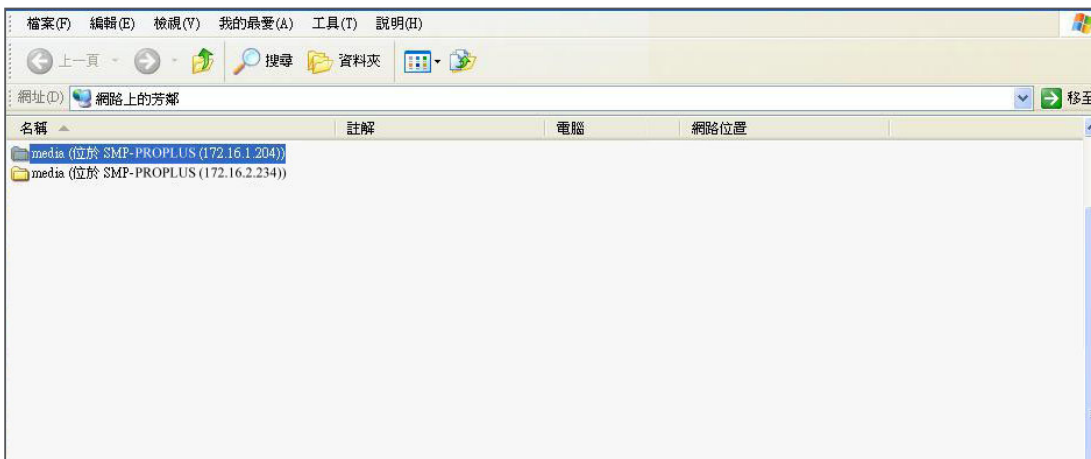 檔案(F) 編輯(E) 檢視(V) 我的最愛(A) 工具(T) 說明(H)
上一頁 搜尋 資料夾
網址(D) 網路上的芳鄰 移至
名稱 註解 電腦 網路位置
media (位於 SMP-PROPLUS (172.16.1.204))
media (位於 SMP-PROPLUS (172.16.2.234))